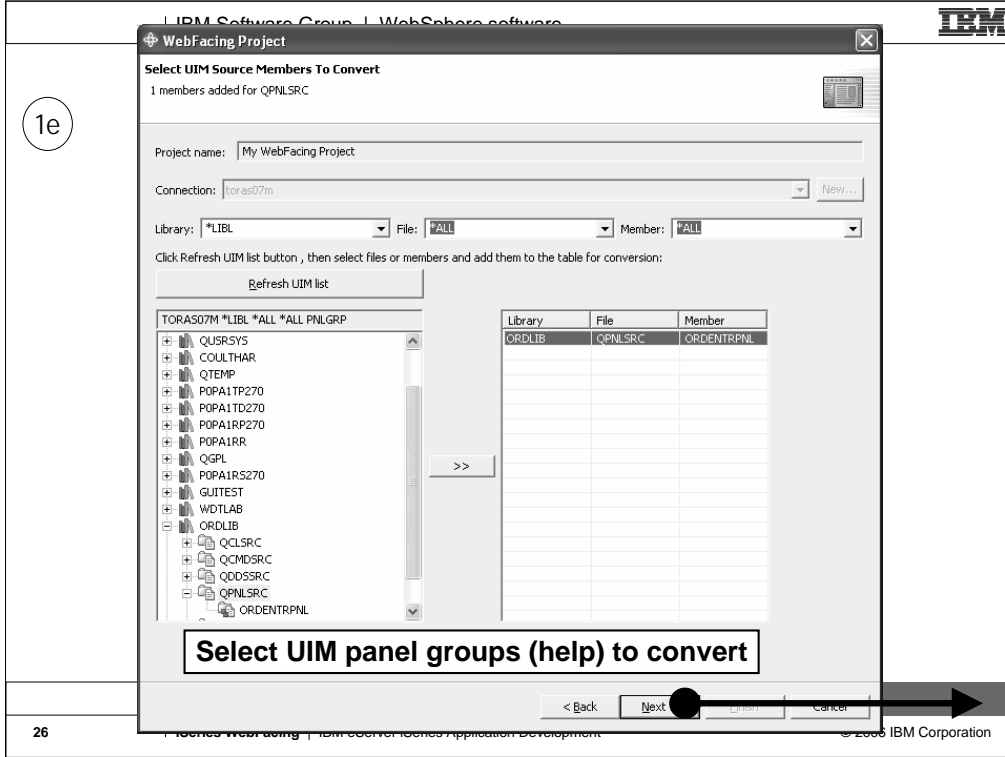 IBM Software Group | WebSphere software
IBM
WebFacing Project
Select UIM Source Members To Convert
1 members added for QPNLSRC
1e
Project name: My WebFacing Project
Connection: toras07m New...
Library: *LIBL File: *ALL Member: *ALL
Click Refresh UIM list button , then select files or members and add them to the table for conversion:
Refresh UIM list
TORAS07M *LIBL *ALL *ALL PNLGRP
Library File Member
QUSRSYS
ORDLIB QPNLSRC ORDENTRPNL
COULTHAR
QTEMP
P0PA1TP270
P0PA1TD270
P0PA1RP270
P0PA1RR
QGPL
>>
P0PA1RS270
GUITEST
WDTLAB
ORDLIB
QCLSRC
QCMDSRC
QDDSSRC
QPNLSRC
ORDENTRPNL
Select UIM panel groups (help) to convert
< Back Next Finish Cancel
26 iSeries WebFacing | IBM eServer iSeries Application Development © 2006 IBM Corporation